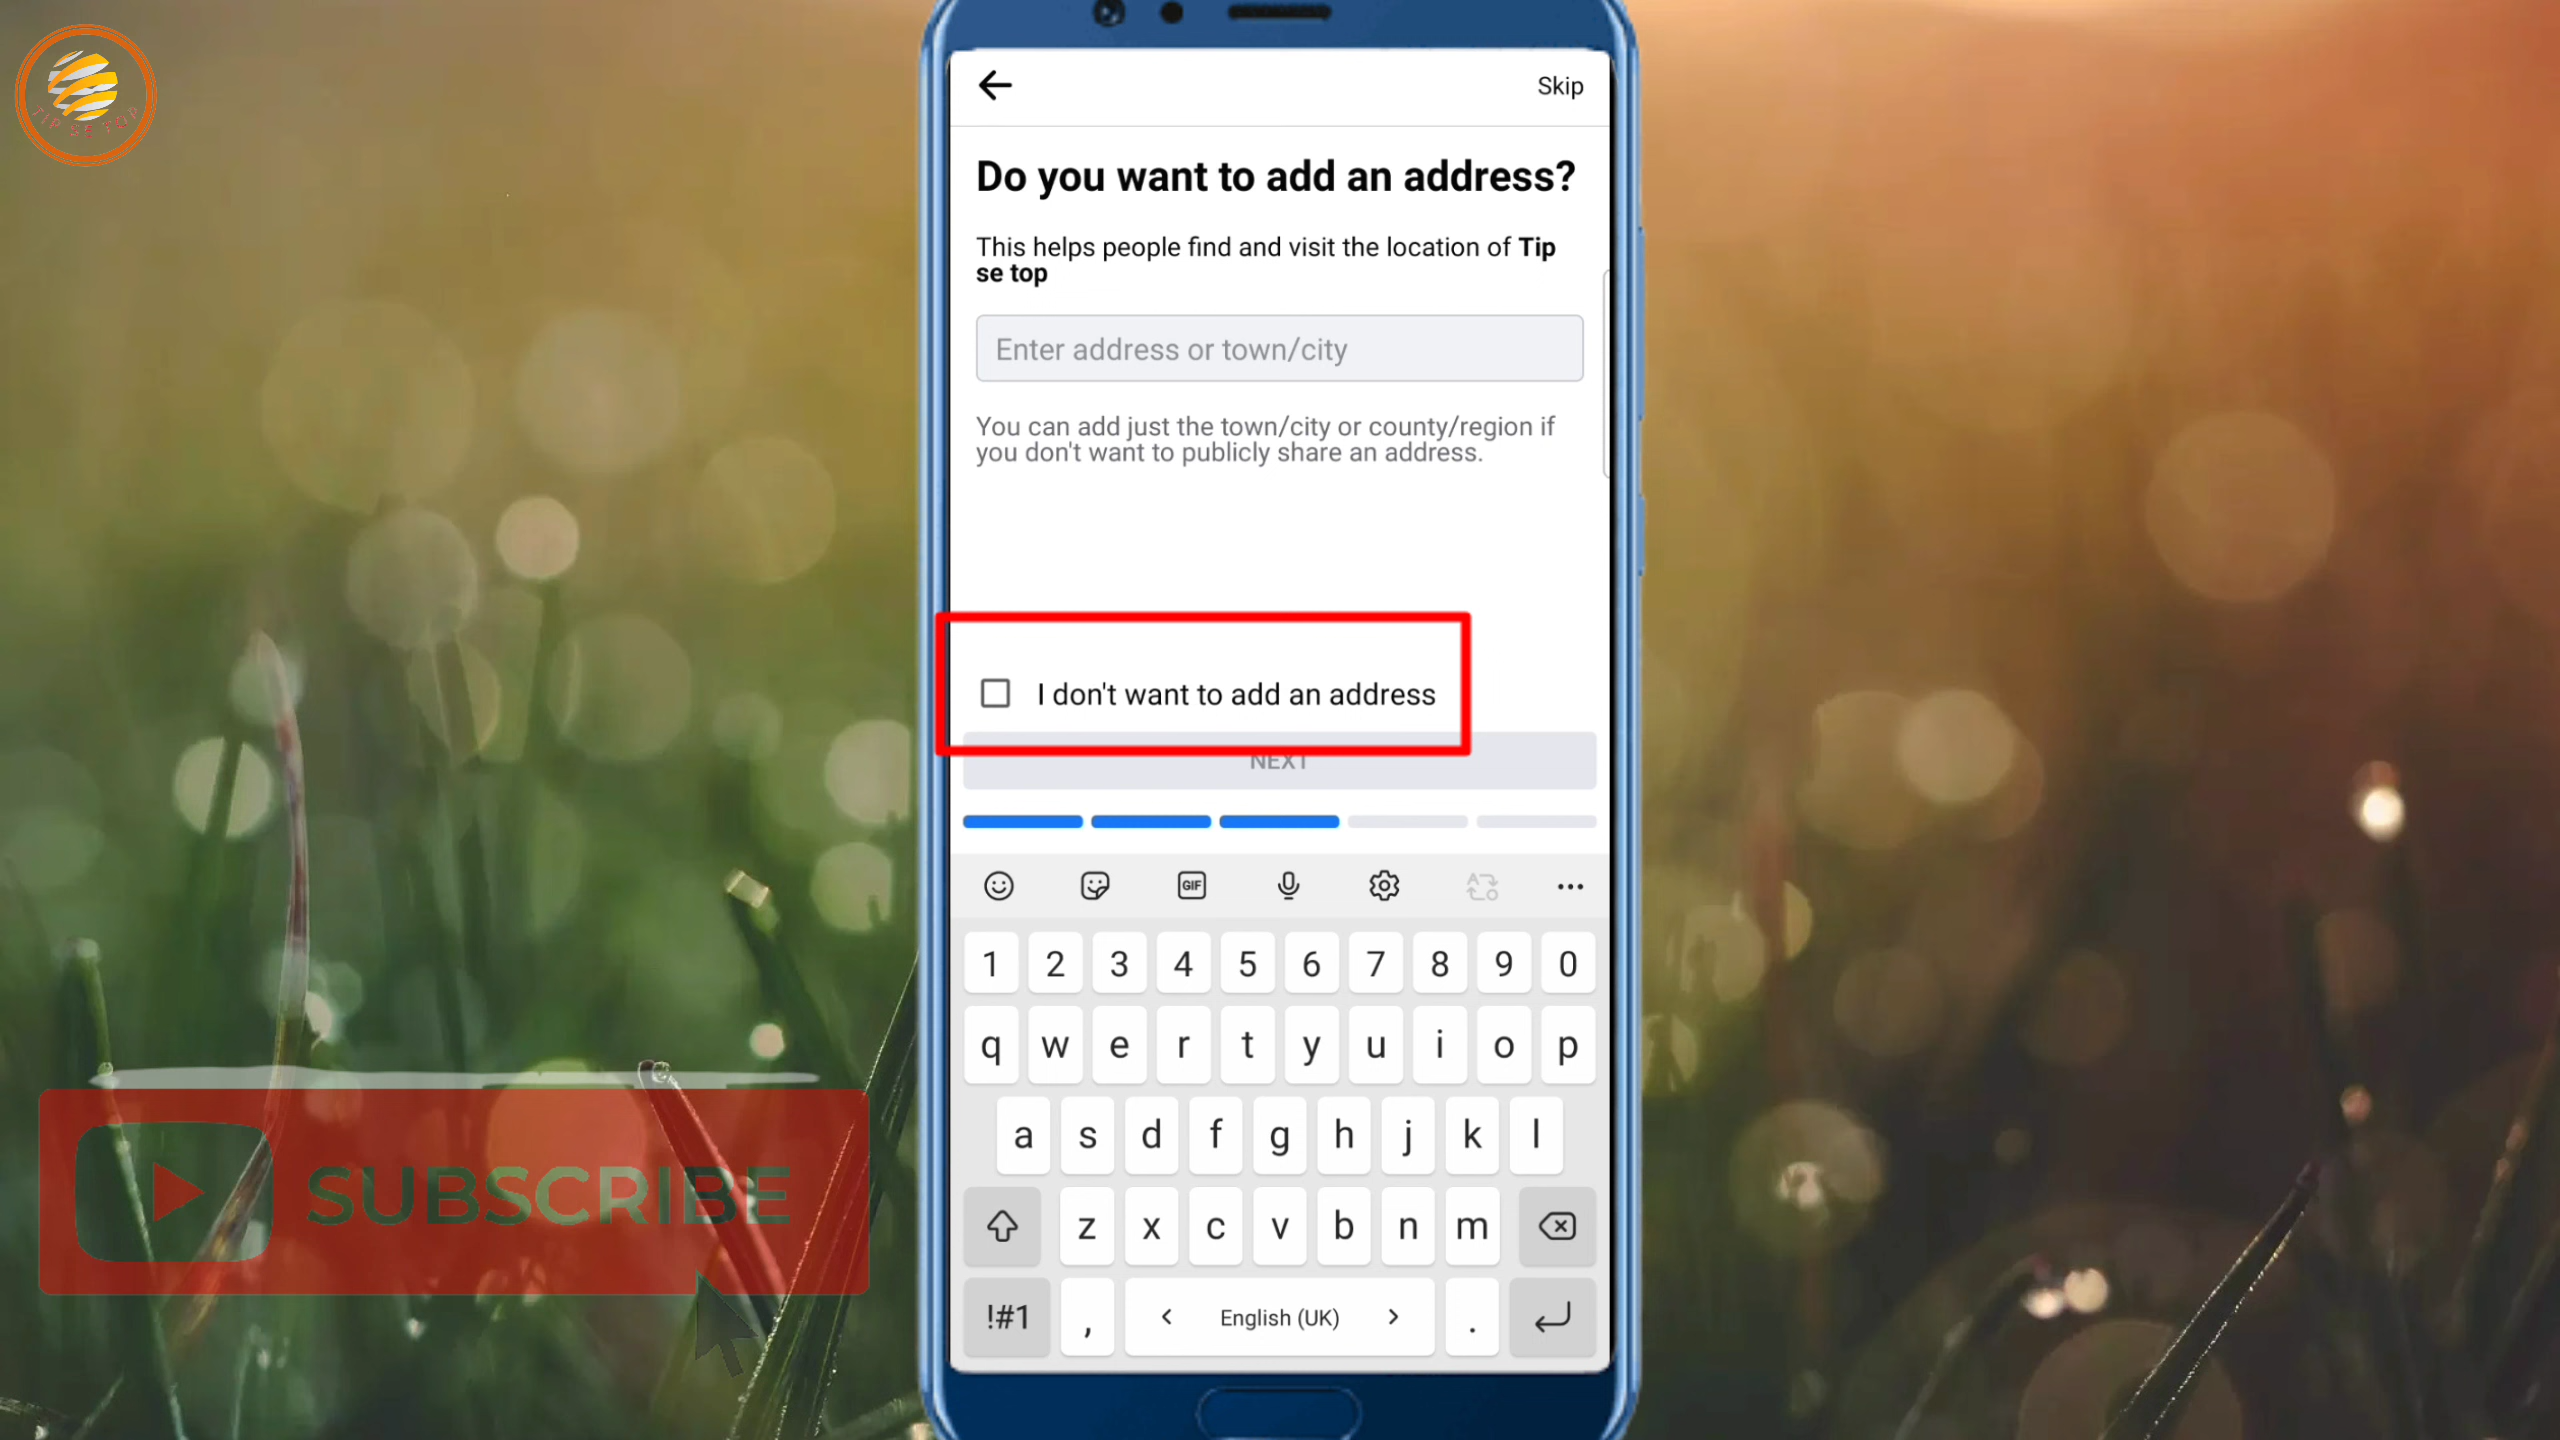 TIP SE TOP
Skip
Do you want to add an address?
This helps people find and visit the location of Tip
se top
Enter address or town/city
You can add just the town/city or county/region if
you don't want to publicly share an address.
I don't want to add an address
NEXT
GIF
1 2 3 4 5 6 7 8 9 0
q w e r t y u i o p
a s d f g h j k l
z x c v b n m
!#1 , < English (UK) > .
SUBSCRIBE